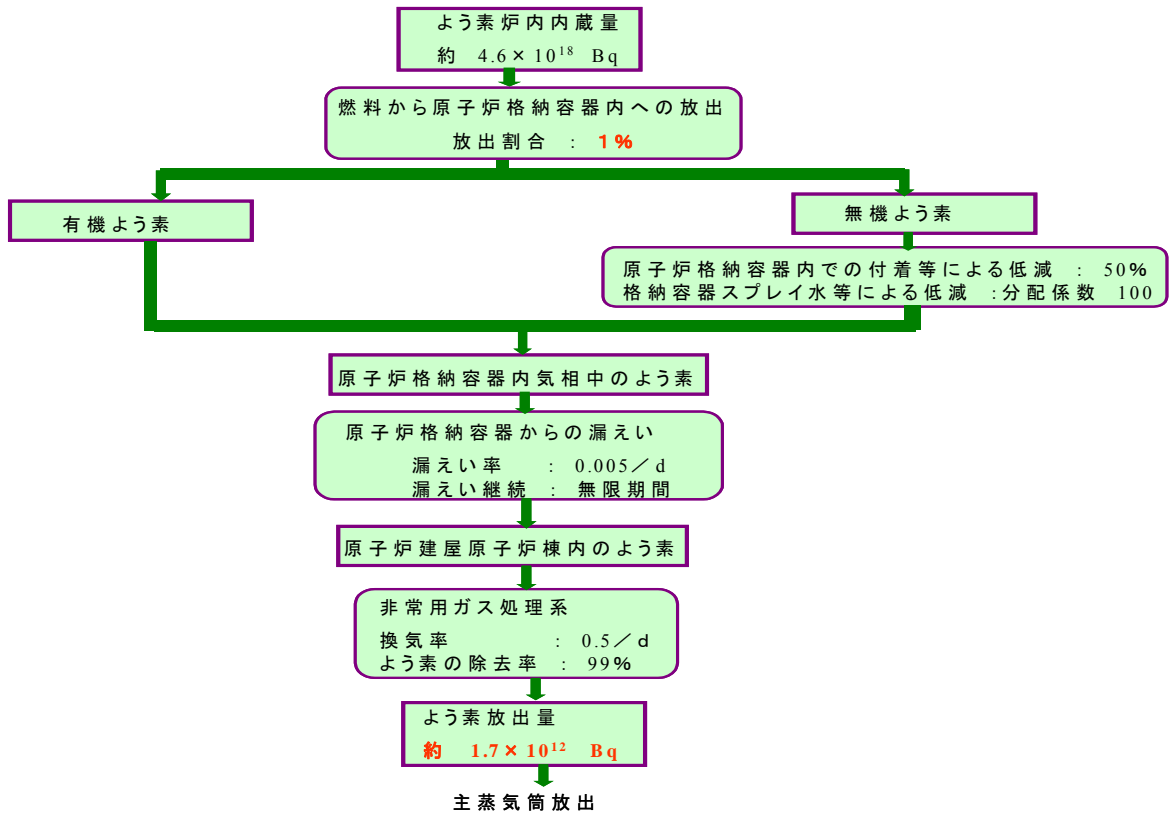 よう素炉内内蔵量
約 4.6×10¹⁸ Bq
燃料から原子炉格納容器内への放出
放出割合 : 1%
有機よう素
無機よう素
原子炉格納容器内での付着等による低減 : 50%
格納容器スプレイ水等による低減 :分配係数 100
原子炉格納容器内気相中のよう素
原子炉格納容器からの漏えい
漏えい率 : 0.005/d
漏えい継続 : 無限期間
原子炉建屋原子炉棟内のよう素
非常用ガス処理系
換気率 : 0.5/d
よう素の除去率 : 99%
よう素放出量
約 1.7×10¹² Bq
主蒸気筒放出